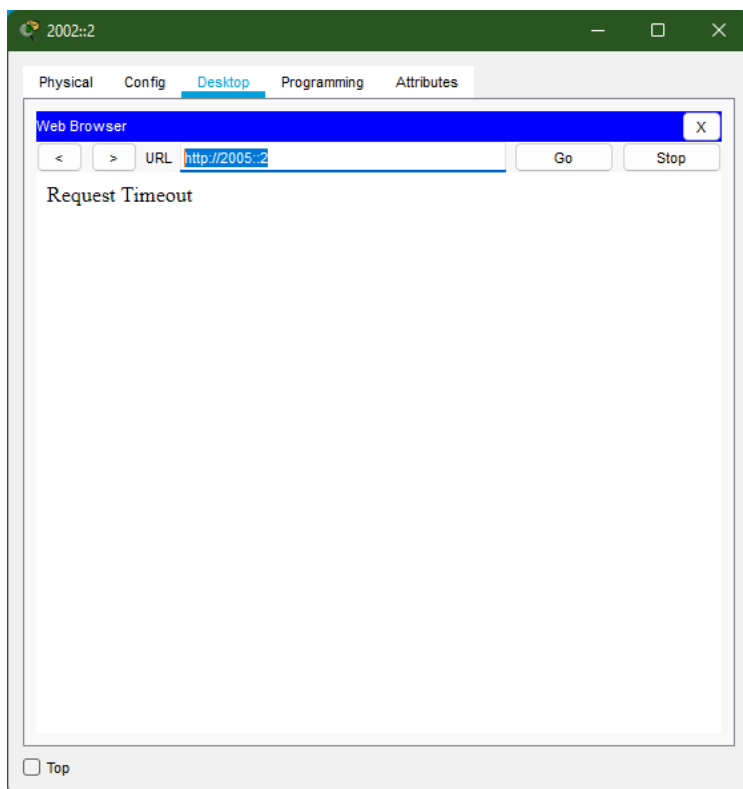 2002::2
Physical Config Desktop Programming Attributes
Web Browser X
< > URL http://2005::2 Go Stop
Request Timeout
Top